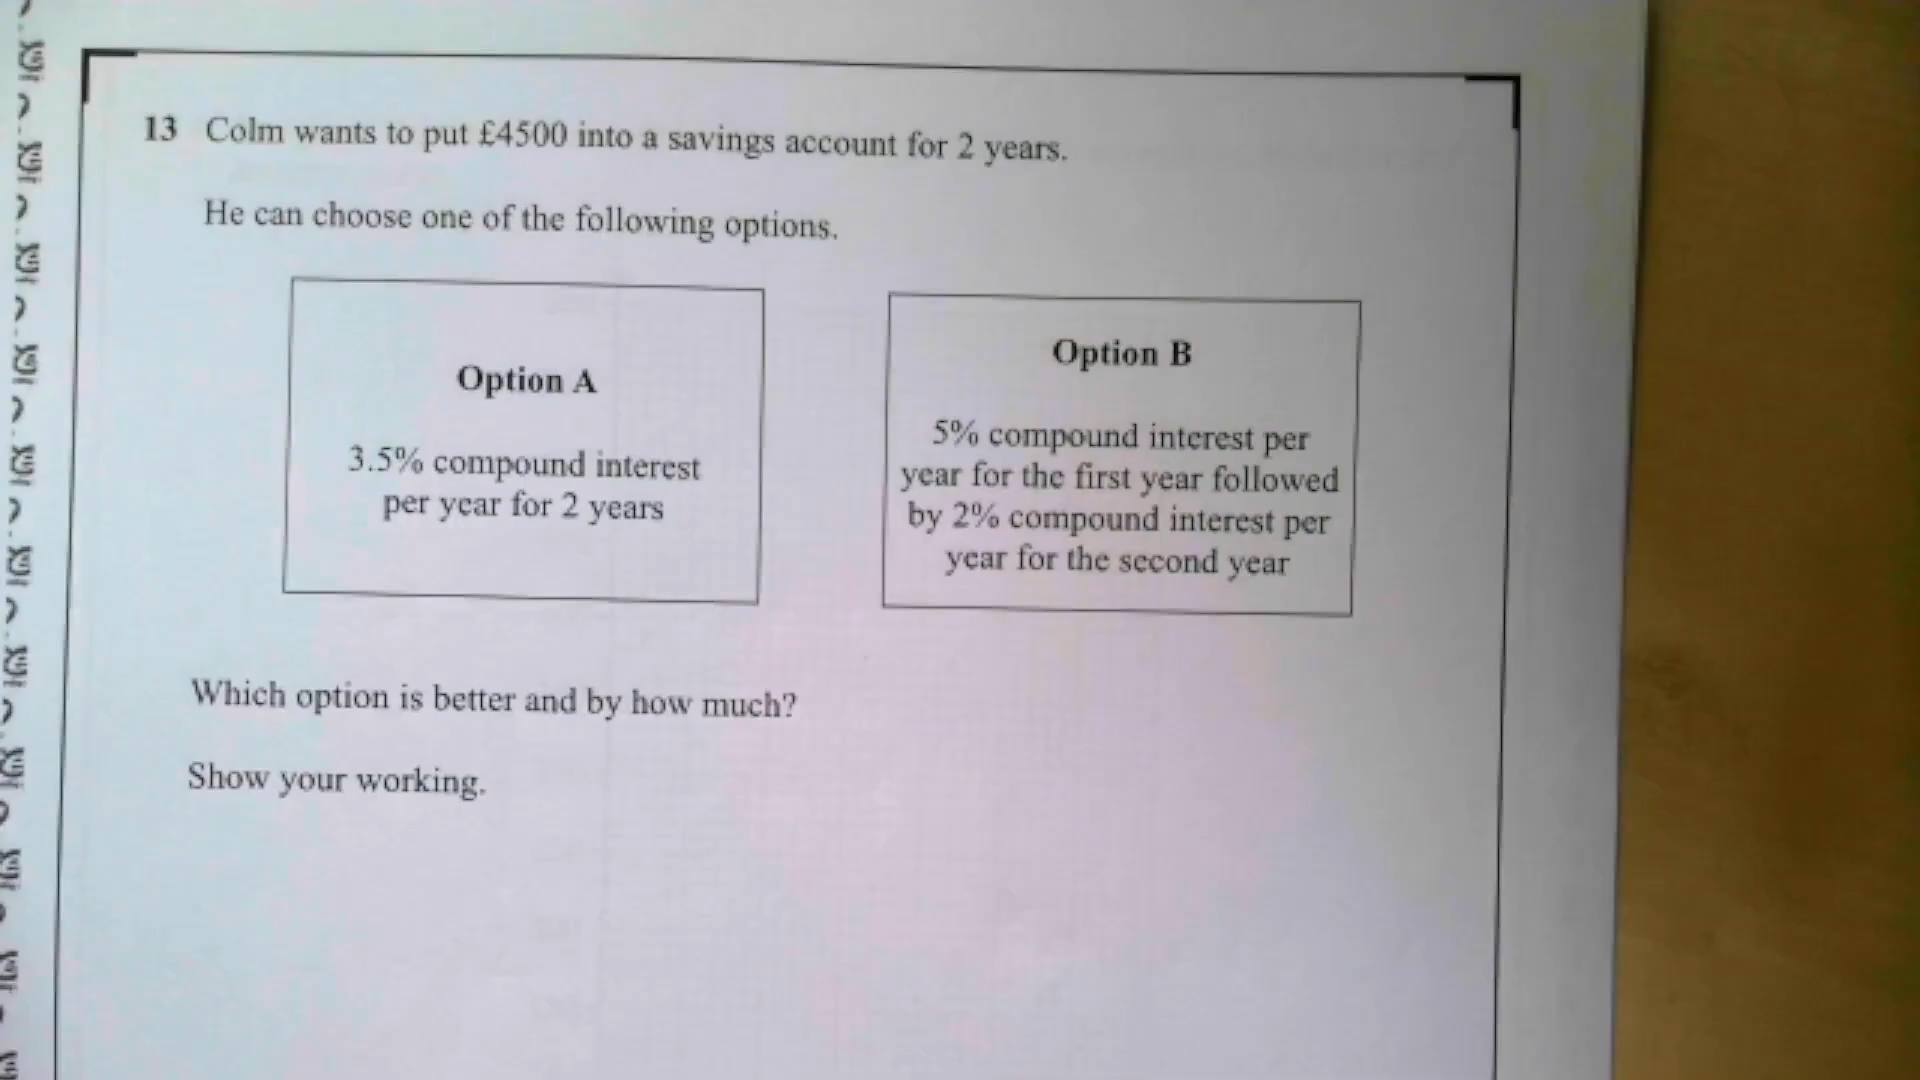 13 Colm wants to put £4500 into a savings account for 2 years.
He can choose one of the following options.
Option A
3.5% compound interest
per year for 2 years
Option B
5% compound interest per
year for the first year followed
by 2% compound interest per
year for the second year
Which option is better and by how much?
Show your working.